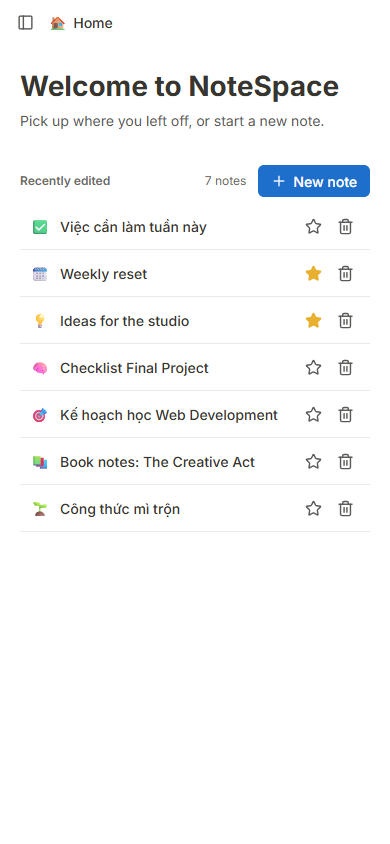 Home
Welcome to NoteSpace
Pick up where you left off, or start a new note.
Recently edited 7 notes New note
Việc cần làm tuần này
Weekly reset
Ideas for the studio
Checklist Final Project
Kế hoạch học Web Development
Book notes: The Creative Act
Công thức mì trộn